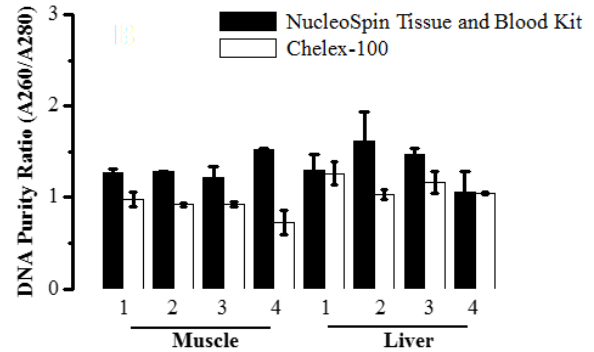 NucleoSpin Tissue and Blood Kit
Chelex-100
DNA Purity Ratio (A260/A280)
3
2
1
0
1 2 3 4 1 2 3 4
Muscle Liver